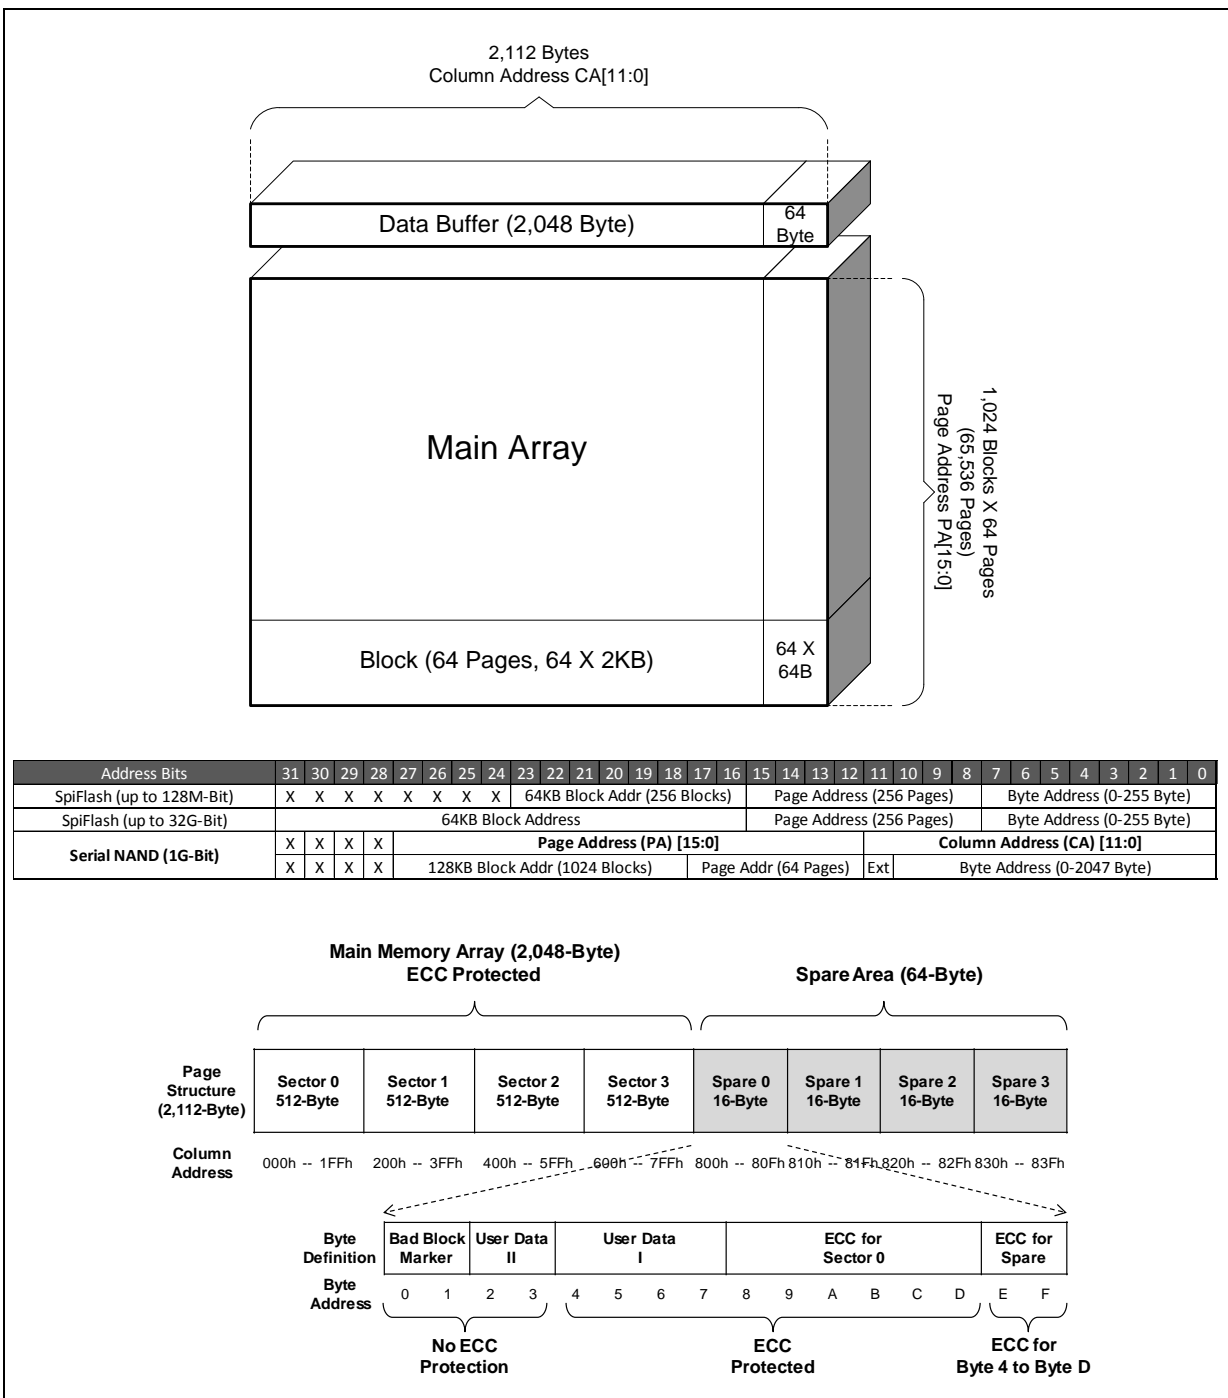 2,112 Bytes
Column Address CA[11:0]
Data Buffer (2,048 Byte)
64
Byte
Main Array
1,024 Blocks X 64 Pages
(65,536 Pages)
Page Address PA[15:0]
Block (64 Pages, 64 X 2KB)
64 X
64B
Address Bits 31 30 29 28 27 26 25 24 23 22 21 20 19 18 17 16 15 14 13 12 11 10 9 8 7 6 5 4 3 2 1 0
SpiFlash (up to 128M-Bit) X X X X X X X X 64KB Block Addr (256 Blocks) Page Address (256 Pages) Byte Address (0-255 Byte)
SpiFlash (up to 32G-Bit) 64KB Block Address Page Address (256 Pages) Byte Address (0-255 Byte)
Serial NAND (1G-Bit) X X X X Page Address (PA) [15:0] Column Address (CA) [11:0]
X X X X 128KB Block Addr (1024 Blocks) Page Addr (64 Pages) Ext Byte Address (0-2047 Byte)
Main Memory Array (2,048-Byte)
ECC Protected
Spare Area (64-Byte)
Page
Structure
(2,112-Byte)
Sector 0
512-Byte
Sector 1
512-Byte
Sector 2
512-Byte
Sector 3
512-Byte
Spare 0
16-Byte
Spare 1
16-Byte
Spare 2
16-Byte
Spare 3
16-Byte
Column
Address
000h -- 1FFh 200h -- 3FFh 400h -- 5FFh 600h -- 7FFh 800h -- 80Fh 810h -- 81Fh 820h -- 82Fh 830h -- 83Fh
Byte
Definition
Bad Block
Marker
User Data
II
User Data
I
ECC for
Sector 0
ECC for
Spare
Byte
Address
0 1 2 3 4 5 6 7 8 9 A B C D E F
No ECC
Protection
ECC
Protected
ECC for
Byte 4 to Byte D